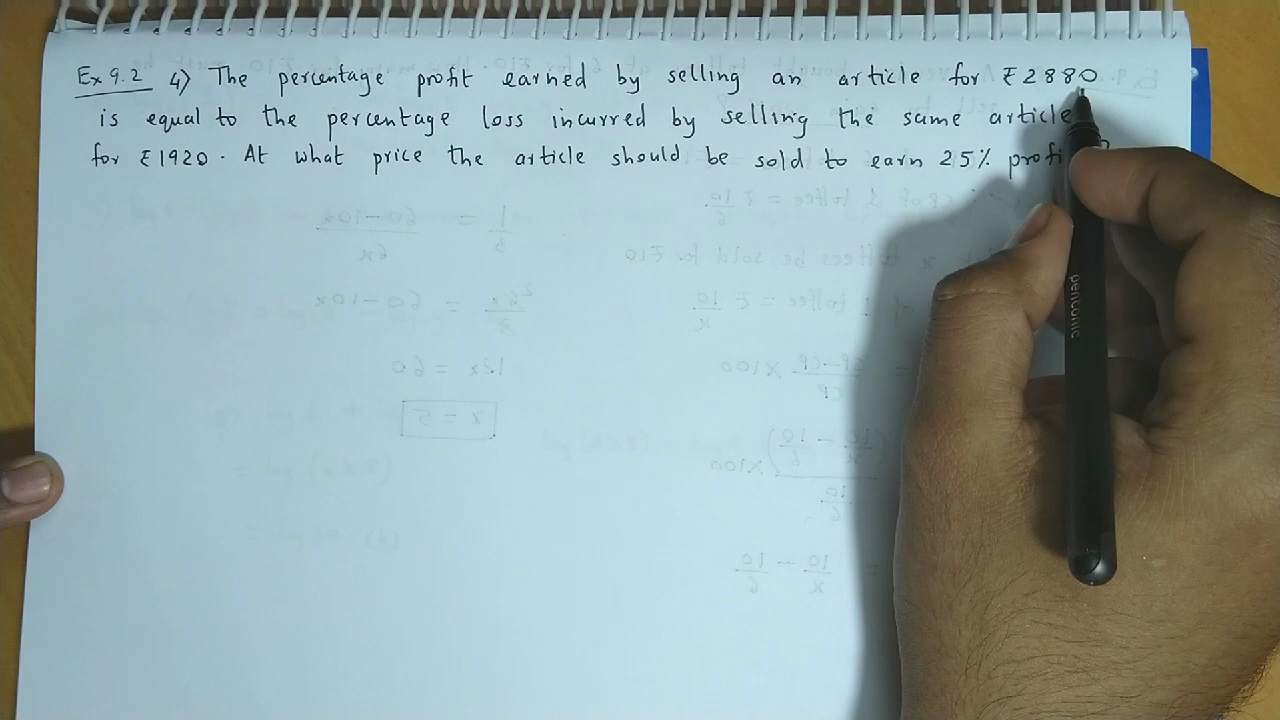 Ex 9.2 4) The percentage profit earned by selling an article for ₹2880
is equal to the percentage loss incurred by selling the same article
for ₹1920. At what price the article should be sold to earn 25%
pentonic